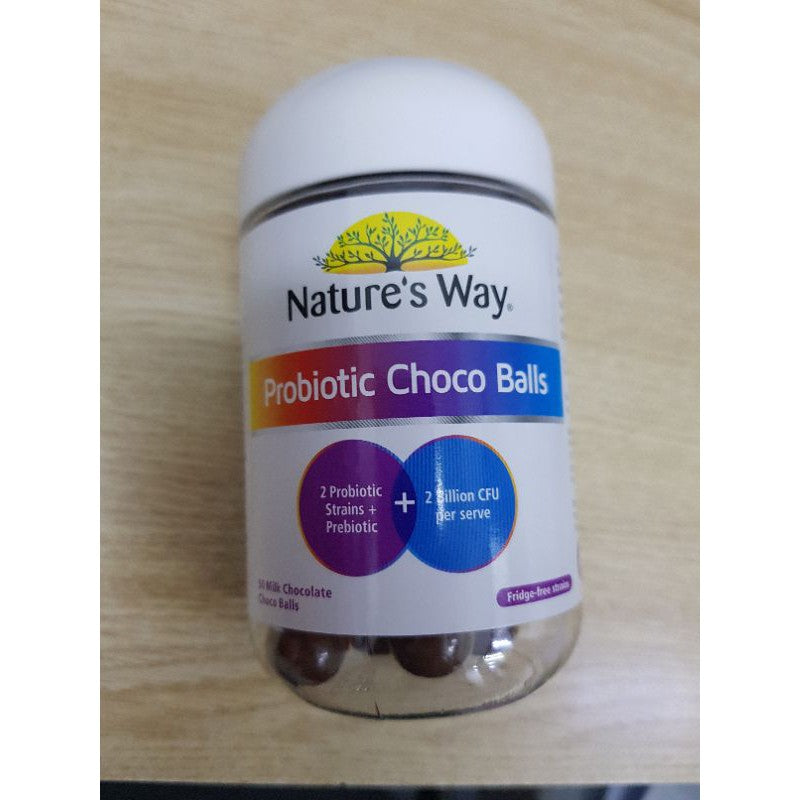 Nature's Way®
Probiotic Choco Balls
2 Probiotic
Strains +
Prebiotic
+
2 Billion CFU
per serve
Milk Chocolate
Choco Balls
Fridge-free strains